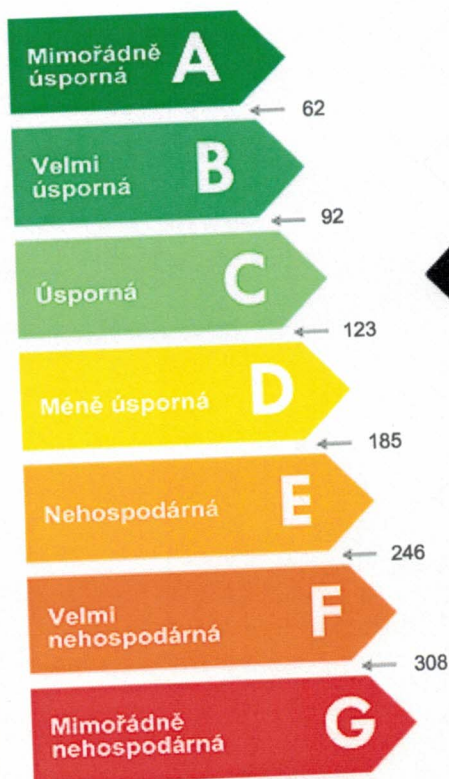 Mimořádně
úsporná
A
62
Velmi
úsporná
B
92
Úsporná
C
123
Méně úsporná
D
185
Nehospodárná
E
246
Velmi
nehospodárná
F
308
Mimořádně
nehospodárná
G